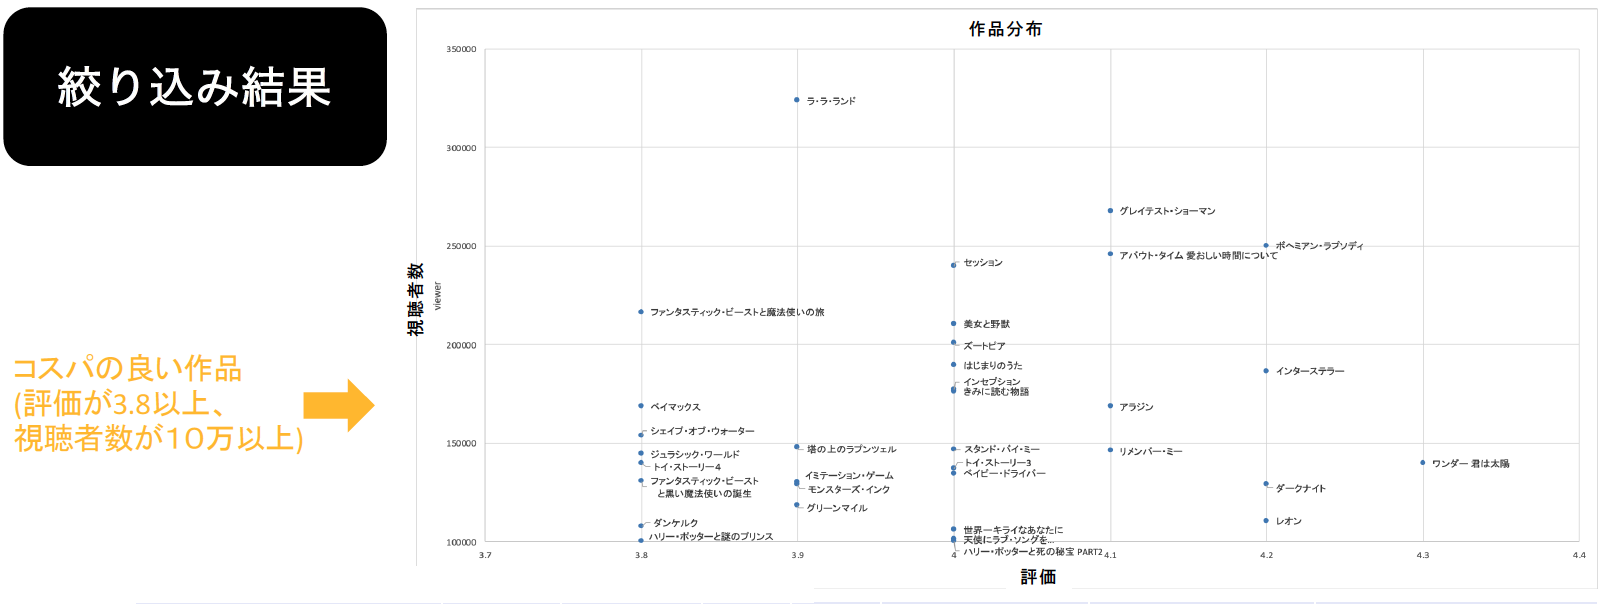 絞り込み結果
コスパの良い作品
(評価が3.8以上、
視聴者数が10万以上)
作品分布
視聴者数
viewer
350000
300000
250000
200000
150000
100000
ラ・ラ・ランド
グレイテスト・ショーマン
ボヘミアン・ラプソディ
アバウト・タイム 愛おしい時間について
セッション
ファンタスティック・ビーストと魔法使いの旅
美女と野獣
ズートピア
はじまりのうた
インターステラー
インセプション
きみに読む物語
ベイマックス
アラジン
シェイプ・オブ・ウォーター
塔の上のラプンツェル
スタンド・バイ・ミー
リメンバー・ミー
ジュラシック・ワールド
トイ・ストーリー4
トイ・ストーリー3
ワンダー 君は太陽
ベイビー・ドライバー
イミテーション・ゲーム
ファンタスティック・ビースト
と黒い魔法使いの誕生
モンスターズ・インク
ダークナイト
グリーンマイル
レオン
ダンケルク
世界一キライなあなたに
ハリー・ポッターと謎のプリンス
天使にラブ・ソングを…
ハリー・ポッターと死の秘宝 PART2
3.7
3.8
3.9
4
4.1
4.2
4.3
4.4
評価